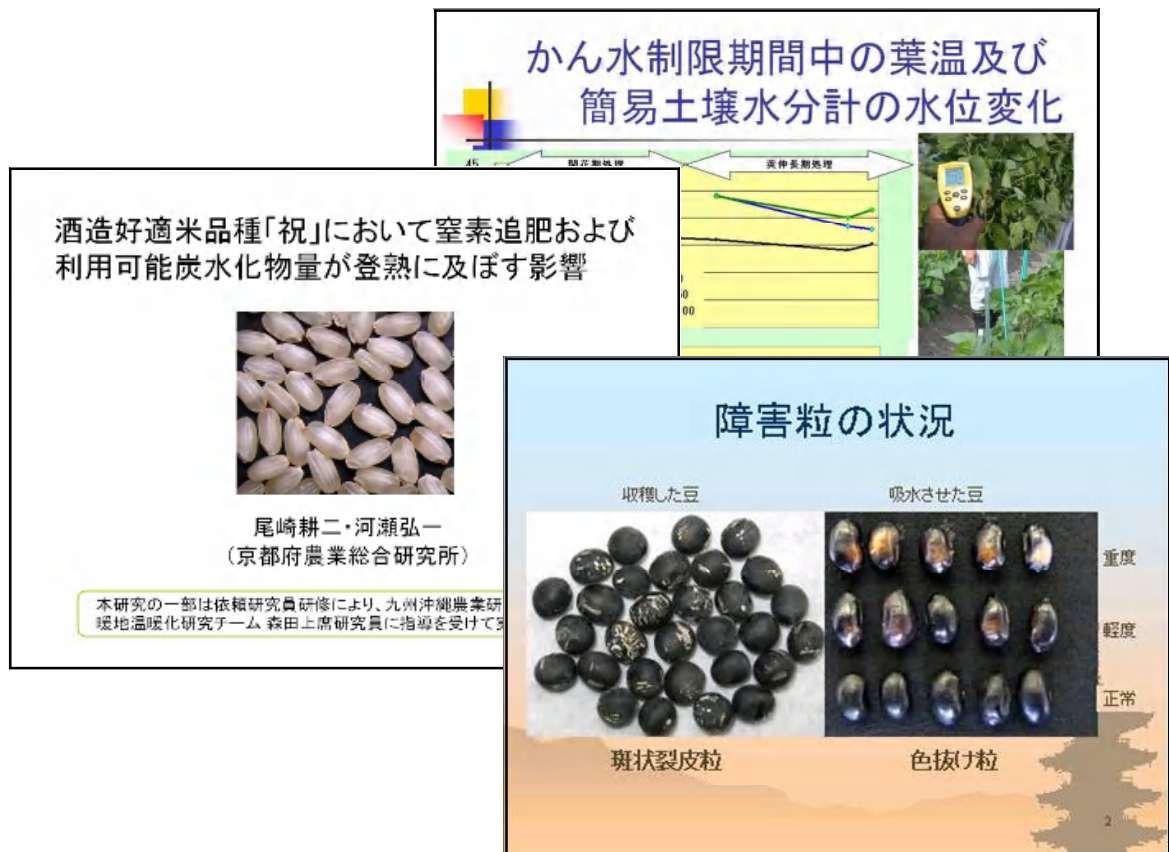 かん水制限期間中の葉温及び
簡易土壌水分計の水位変化
45
開花期処理
莢伸長期処理
00
酒造好適米品種「祝」において窒素追肥および
利用可能炭水化物量が登熟に及ぼす影響
尾崎耕二・河瀬弘一
(京都府農業総合研究所)
本研究の一部は依頼研究員研修により、九州沖縄農業研
暖地温暖化研究チーム 森田上席研究員に指導を受けて
障害粒の状況
収穫した豆
吸水させた豆
重度
軽度
正常
斑状裂皮粒
色抜け粒
2